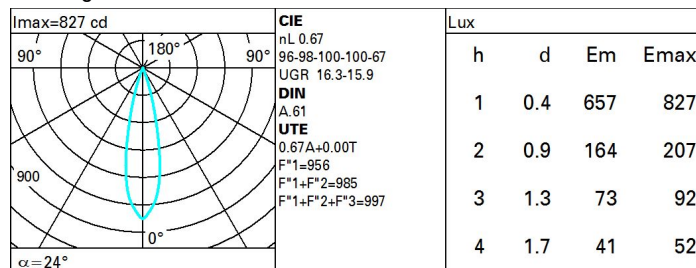 Imax=827 cd
90°
180°
90°
900
0°
α=24°
CIE
nL 0.67
96-98-100-100-67
UGR 16.3-15.9
DIN
A.61
UTE
0.67A+0.00T
F"1=956
F"1+F"2=985
F"1+F"2+F"3=997
Lux
h d Em Emax
1 0.4 657 827
2 0.9 164 207
3 1.3 73 92
4 1.7 41 52